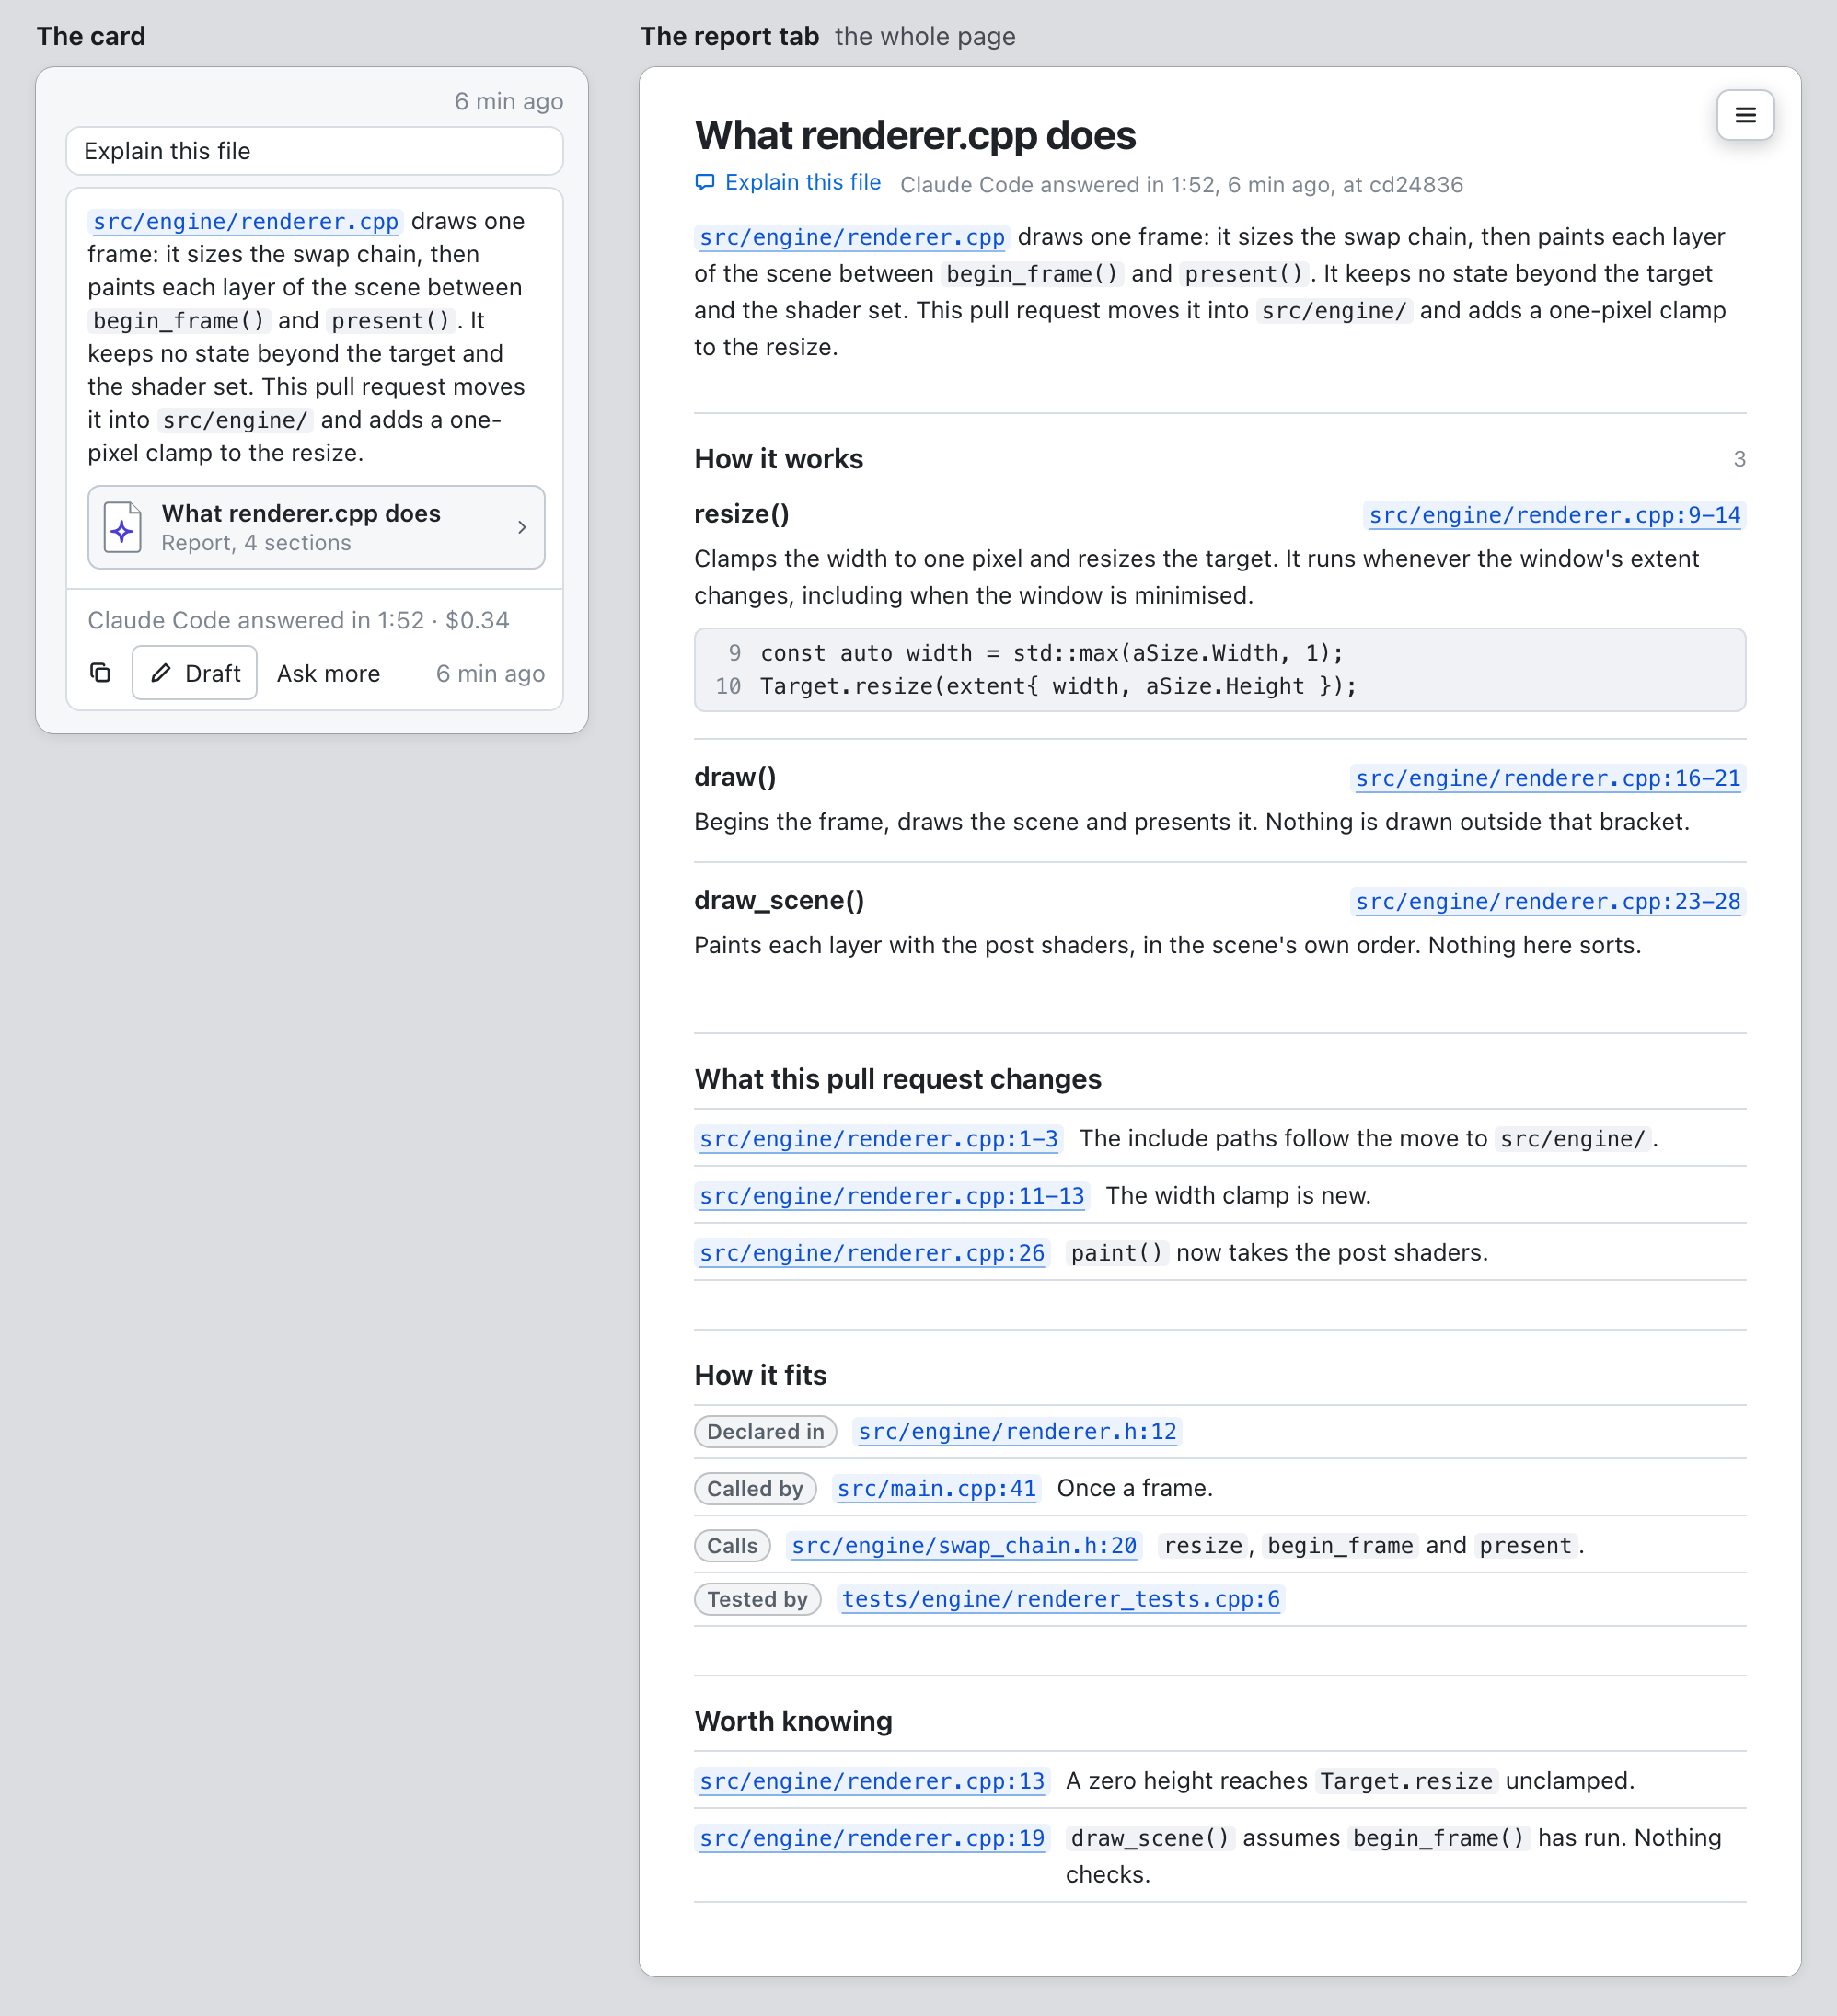 The card
6 min ago
Explain this file
src/engine/renderer.cpp draws one
frame: it sizes the swap chain, then
paints each layer of the scene between
begin_frame() and present(). It
keeps no state beyond the target and
the shader set. This pull request moves
it into src/engine/ and adds a one-
pixel clamp to the resize.
What renderer.cpp does
Report, 4 sections
Claude Code answered in 1:52 · $0.34
Draft Ask more 6 min ago
The report tab the whole page
What renderer.cpp does
Explain this file Claude Code answered in 1:52, 6 min ago, at cd24836
src/engine/renderer.cpp draws one frame: it sizes the swap chain, then paints each layer
of the scene between begin_frame() and present(). It keeps no state beyond the target
and the shader set. This pull request moves it into src/engine/ and adds a one-pixel clamp
to the resize.
How it works 3
resize() src/engine/renderer.cpp:9–14
Clamps the width to one pixel and resizes the target. It runs whenever the window's extent
changes, including when the window is minimised.
9 const auto width = std::max(aSize.Width, 1);
10 Target.resize(extent{ width, aSize.Height });
draw() src/engine/renderer.cpp:16–21
Begins the frame, draws the scene and presents it. Nothing is drawn outside that bracket.
draw_scene() src/engine/renderer.cpp:23–28
Paints each layer with the post shaders, in the scene's own order. Nothing here sorts.
What this pull request changes
src/engine/renderer.cpp:1–3 The include paths follow the move to src/engine/.
src/engine/renderer.cpp:11–13 The width clamp is new.
src/engine/renderer.cpp:26 paint() now takes the post shaders.
How it fits
Declared in src/engine/renderer.h:12
Called by src/main.cpp:41 Once a frame.
Calls src/engine/swap_chain.h:20 resize, begin_frame and present.
Tested by tests/engine/renderer_tests.cpp:6
Worth knowing
src/engine/renderer.cpp:13 A zero height reaches Target.resize unclamped.
src/engine/renderer.cpp:19 draw_scene() assumes begin_frame() has run. Nothing
checks.